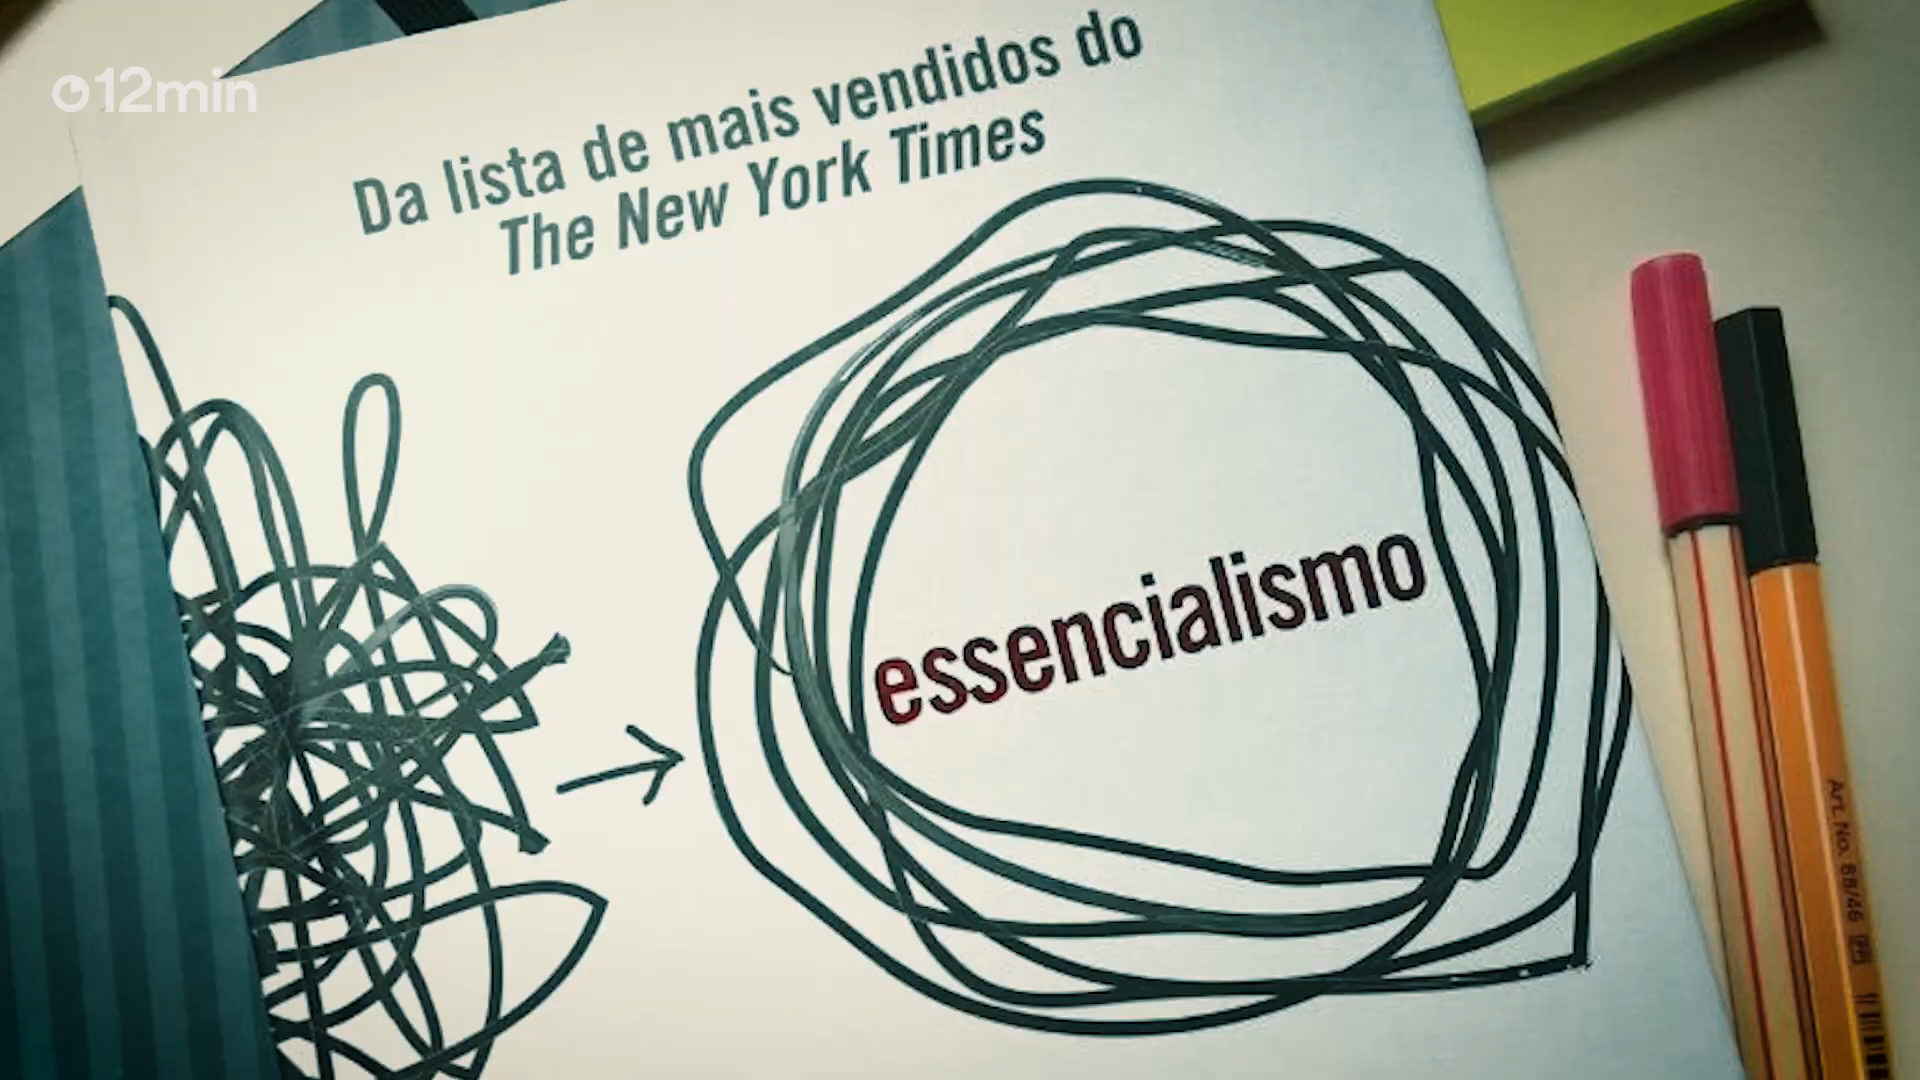 12min
Da lista de mais vendidos do
The New York Times
essencialismo
Art. No. 88/46